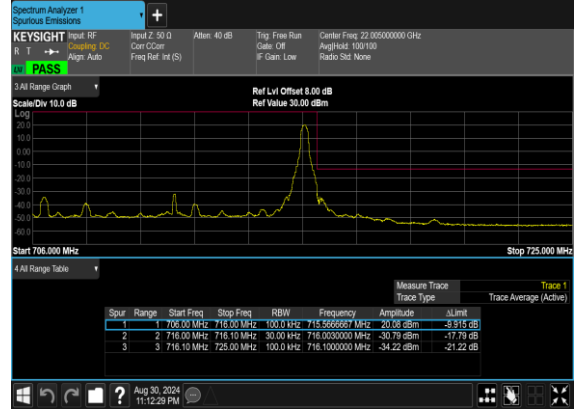 Spectrum Analyzer 1
Spurious Emissions
KEYSIGHT Input: RF Input Z: 50 Ω Atten: 40 dB Trig: Free Run Center Freq: 22.005000000 GHz
R T Coupling: DC Corr CCorr Gate: Off Avg|Hold: 100/100
Align: Auto Freq Ref: Int (S) IF Gain: Low Radio Std: None
PASS
3 All Range Graph
Ref Lvl Offset 8.00 dB
Scale/Div 10.0 dB Ref Value 30.00 dBm
Log
20.0
10.0
0.00
-10.0
-20.0
-30.0
-40.0
-50.0
-60.0
Start 706.000 MHz Stop 725.000 MHz
4 All Range Table
Measure Trace Trace 1
Trace Type Trace Average (Active)
Spur Range Start Freq Stop Freq RBW Frequency Amplitude ΔLimit
1 1 706.00 MHz 716.00 MHz 100.0 kHz 715.5666667 MHz 20.08 dBm -9.915 dB
2 2 716.00 MHz 716.10 MHz 30.00 kHz 716.0030000 MHz -30.79 dBm -17.79 dB
3 3 716.10 MHz 725.00 MHz 100.0 kHz 716.1000000 MHz -34.22 dBm -21.22 dB
Aug 30, 2024
11:12:29 PM